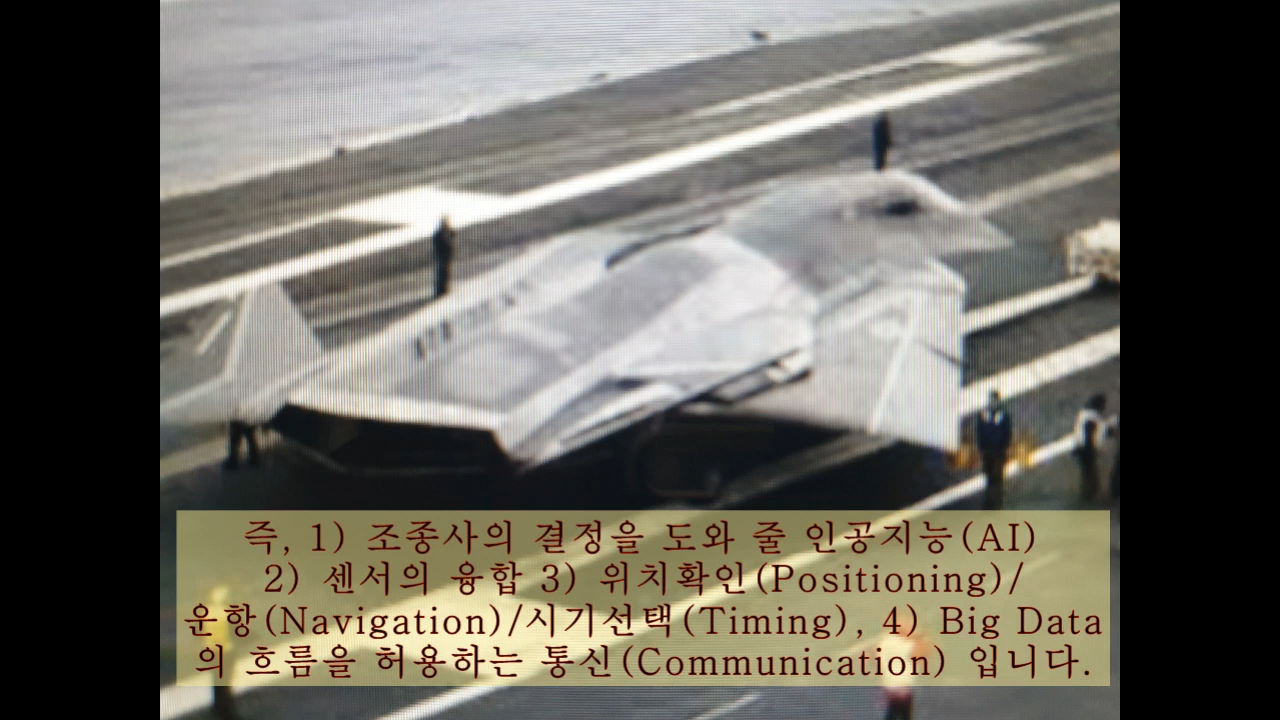 즉, 1) 조종사의 결정을 도와 줄 인공지능(AI)
2) 센서의 융합 3) 위치확인(Positioning)/
운항(Navigation)/시기선택(Timing), 4) Big Data
의 흐름을 허용하는 통신(Communication) 입니다.